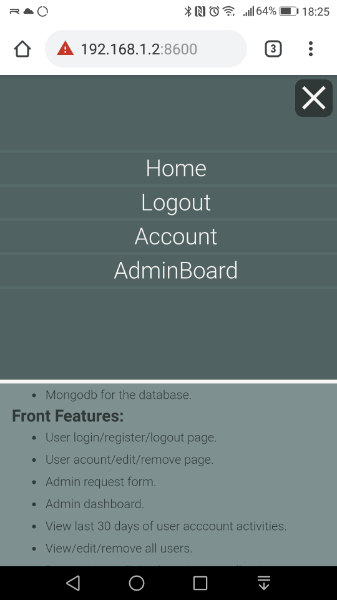 64% 18:25
192.168.1.2:8600
3
Home
Logout
Account
AdminBoard
Mongodb for the database.
Front Features:
User login/register/logout page.
User acount/edit/remove page.
Admin request form.
Admin dashboard.
View last 30 days of user acccount activities.
View/edit/remove all users.